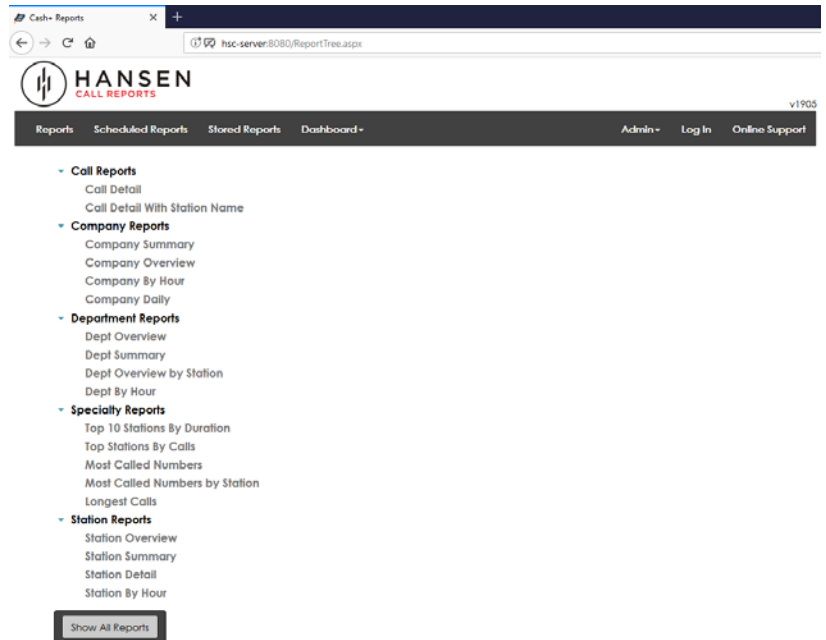 Cash+ Reports
hsc-server:8080/ReportTree.aspx
HANSEN
CALL REPORTS
v1905
Reports Scheduled Reports Stored Reports Dashboard Admin Log In Online Support
Call Reports
Call Detail
Call Detail With Station Name
Company Reports
Company Summary
Company Overview
Company By Hour
Company Daily
Department Reports
Dept Overview
Dept Summary
Dept Overview by Station
Dept By Hour
Specialty Reports
Top 10 Stations By Duration
Top Stations By Calls
Most Called Numbers
Most Called Numbers by Station
Longest Calls
Station Reports
Station Overview
Station Summary
Station Detail
Station By Hour
Show All Reports